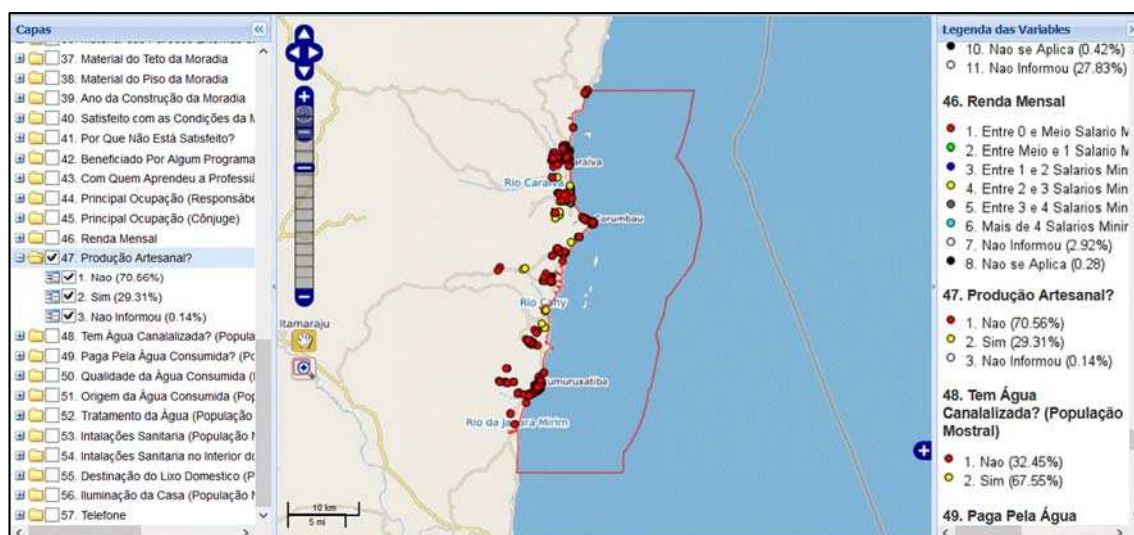 Capas
37. Material do Teto da Moradia
38. Material do Piso da Moradia
39. Ano da Construção da Moradia
40. Satisfeito com as Condições da M
41. Por Que Não Está Satisfeito?
42. Beneficiado Por Algum Programa
43. Com Quem Aprendeu a Professiã
44. Principal Ocupação (Responsábe
45. Principal Ocupação (Cônjuge)
46. Renda Mensal
47. Produção Artesanal?
1. Nao (70.66%)
2. Sim (29.31%)
3. Nao Informou (0.14%)
48. Tem Água Canalalizada? (Popula
49. Paga Pela Água Consumida? (Po
50. Qualidade da Água Consumida (
51. Origem da Água Consumida (Pop
52. Tratamento da Água (População
53. Intalações Sanitaria (População M
54. Intalações Sanitaria no Interior do
55. Destinação do Lixo Domestico (P
56. Iluminação da Casa (População M
57. Telefone
araiva
Rio Caraíva
Corumbau
Rio Cahy
Itamaraju
umuruxatiba
Rio da Jacara-Mirim
10 km
5 mi
Legenda das Variables
10. Nao se Aplica (0.42%)
11. Nao Informou (27.83%)
46. Renda Mensal
1. Entre 0 e Meio Salario M
2. Entre Meio e 1 Salario M
3. Entre 1 e 2 Salarios Min
4. Entre 2 e 3 Salarios Min
5. Entre 3 e 4 Salarios Min
6. Mais de 4 Salarios Minir
7. Nao Informou (2.92%)
8. Nao se Aplica (0.28)
47. Produção Artesanal?
1. Nao (70.56%)
2. Sim (29.31%)
3. Nao Informou (0.14%)
48. Tem Água
Canalalizada? (População
Mostral)
1. Nao (32.45%)
2. Sim (67.55%)
49. Paga Pela Água